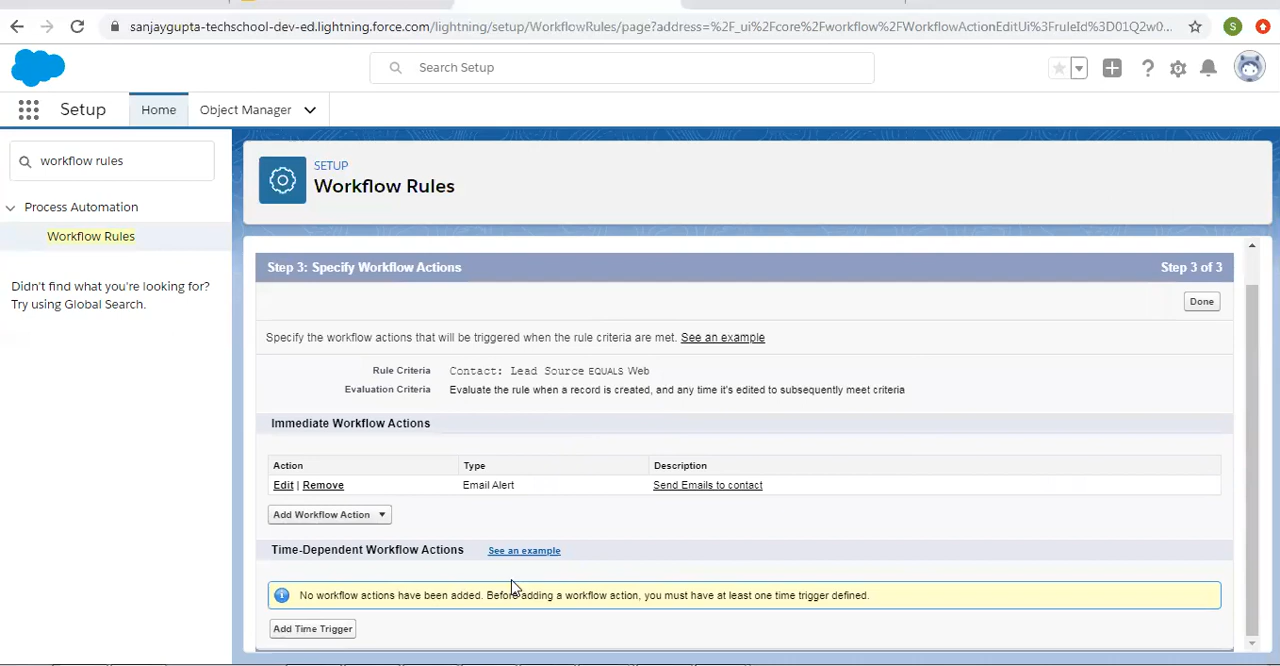 sanjaygupta-techschool-dev-ed.lightning.force.com/lightning/setup/WorkflowRules/page?address=%2F_ui%2Fcore%2Fworkflow%2FWorkflowActionEditUi%3FruleId%3D01Q2w0...
S
Search Setup
Setup
Home
Object Manager
workflow rules
Process Automation
Workflow Rules
Didn't find what you're looking for?
Try using Global Search.
SETUP
Workflow Rules
Step 3: Specify Workflow Actions
Step 3 of 3
Done
Specify the workflow actions that will be triggered when the rule criteria are met. See an example
Rule Criteria Contact: Lead Source EQUALS Web
Evaluation Criteria Evaluate the rule when a record is created, and any time it's edited to subsequently meet criteria
Immediate Workflow Actions
Action Type Description
Edit | Remove Email Alert Send Emails to contact
Add Workflow Action
Time-Dependent Workflow Actions See an example
No workflow actions have been added. Before adding a workflow action, you must have at least one time trigger defined.
Add Time Trigger